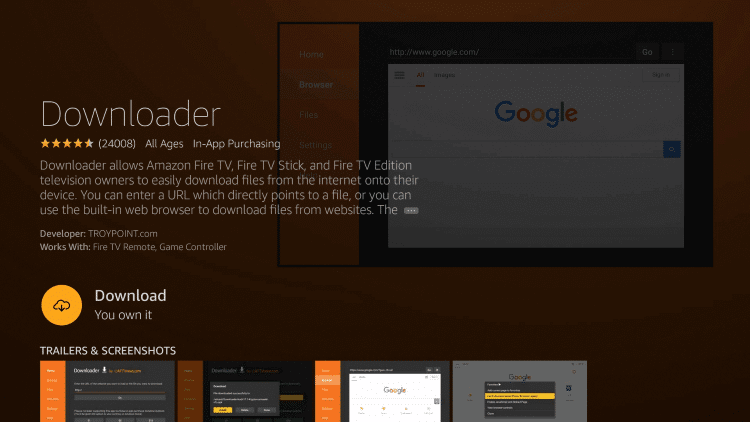 Home
http://www.google.com/
Go
Browser
All Images
Sign in
Files
Google
Settings
Downloader
(24008) All Ages In-App Purchasing
Downloader allows Amazon Fire TV, Fire TV Stick, and Fire TV Edition
television owners to easily download files from the internet onto their
device. You can enter a URL which directly points to a file, or you can
use the built-in web browser to download files from websites. The
Developer: TROYPOINT.com
Works With: Fire TV Remote, Game Controller
Download
You own it
TRAILERS & SCREENSHOTS
Downloader
Downloader
Google